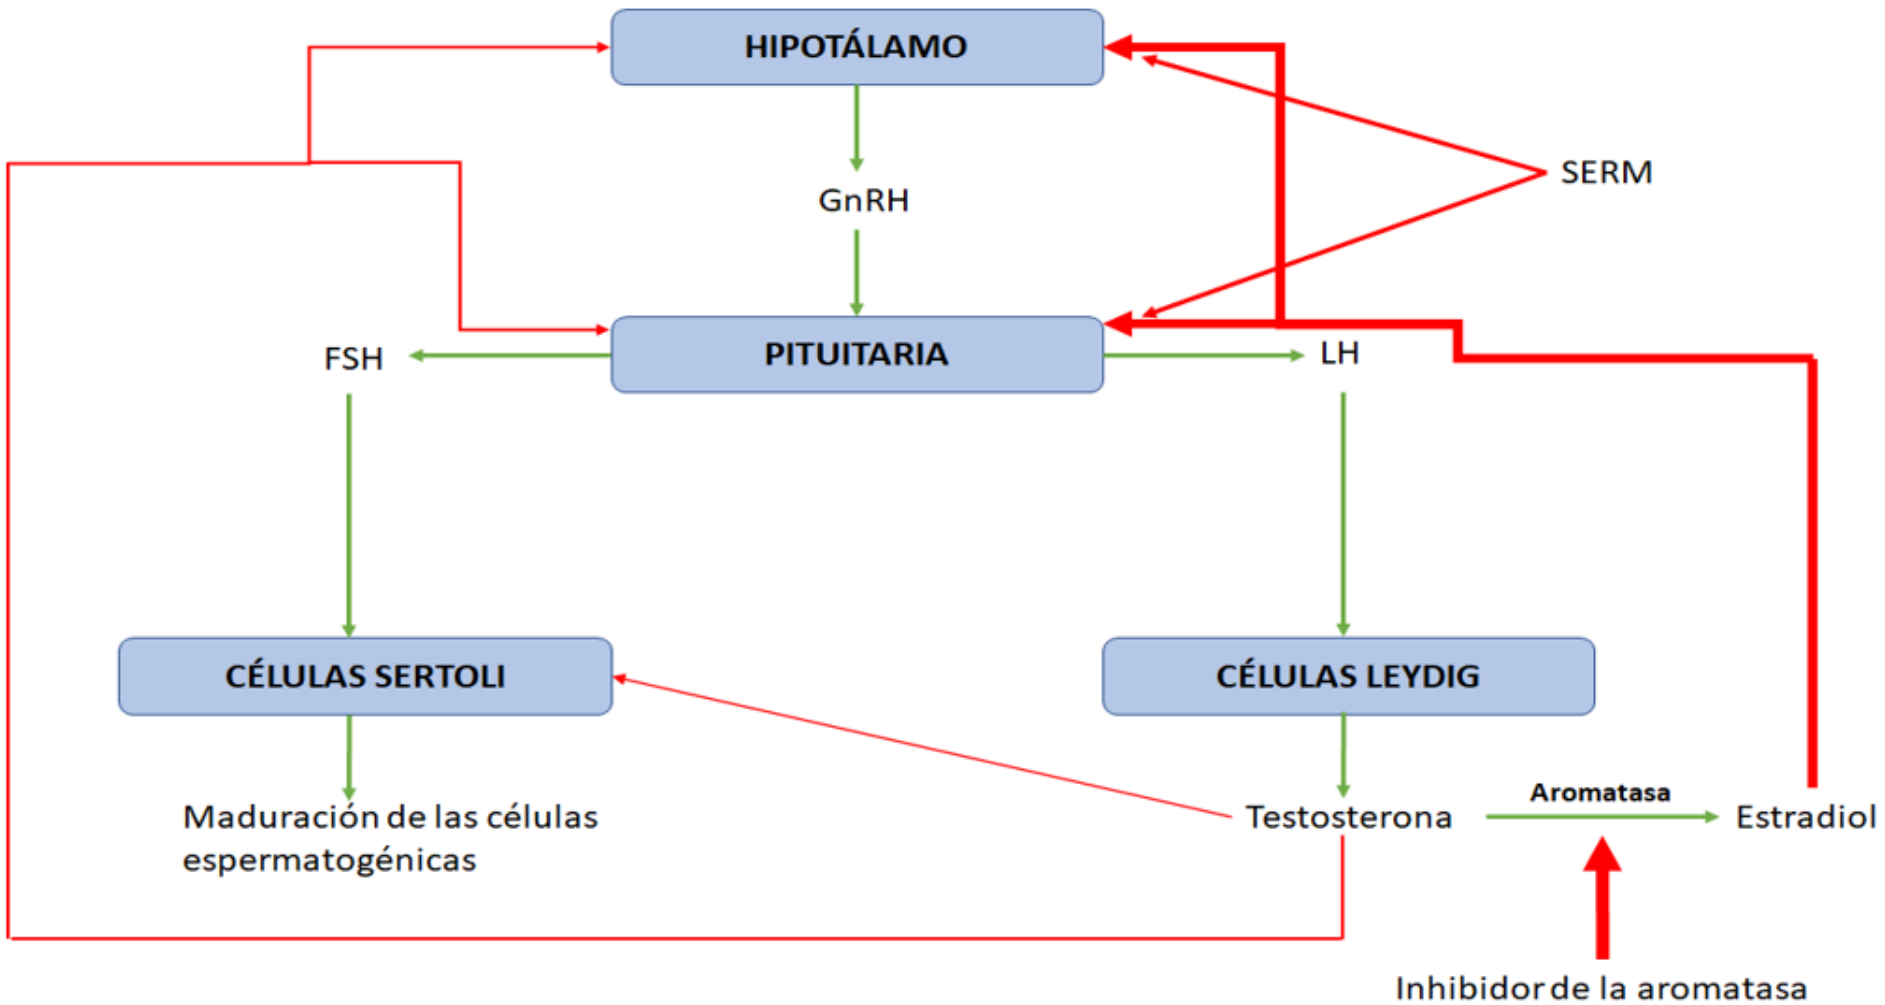 HIPOTÁLAMO
SERM
GnRH
PITUITARIA
FSH
LH
CÉLULAS SERTOLI
CÉLULAS LEYDIG
Aromatasa
Maduración de las células
espermatogénicas
Testosterona
Estradiol
Inhibidor de la aromatasa